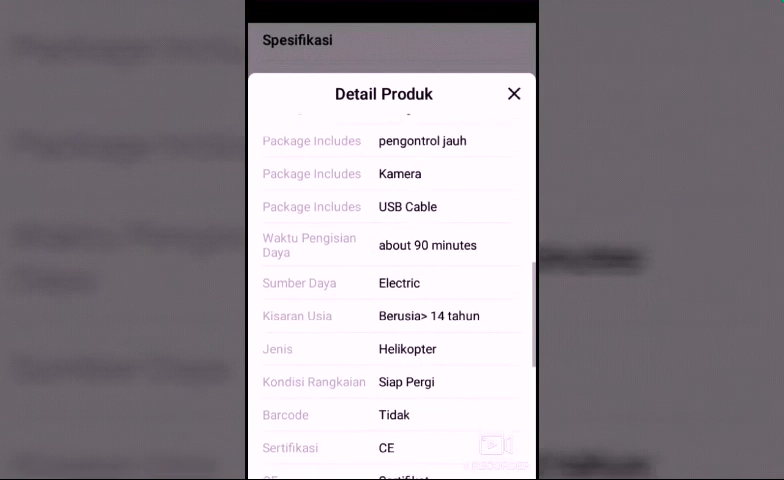 Spesifikasi
Detail Produk
Package Includes pengontrol jauh
Package Includes Kamera
Package Includes USB Cable
Waktu Pengisian
Daya about 90 minutes
Sumber Daya Electric
Kisaran Usia Berusia> 14 tahun
Jenis Helikopter
Kondisi Rangkaian Siap Pergi
Barcode Tidak
Sertifikasi CE